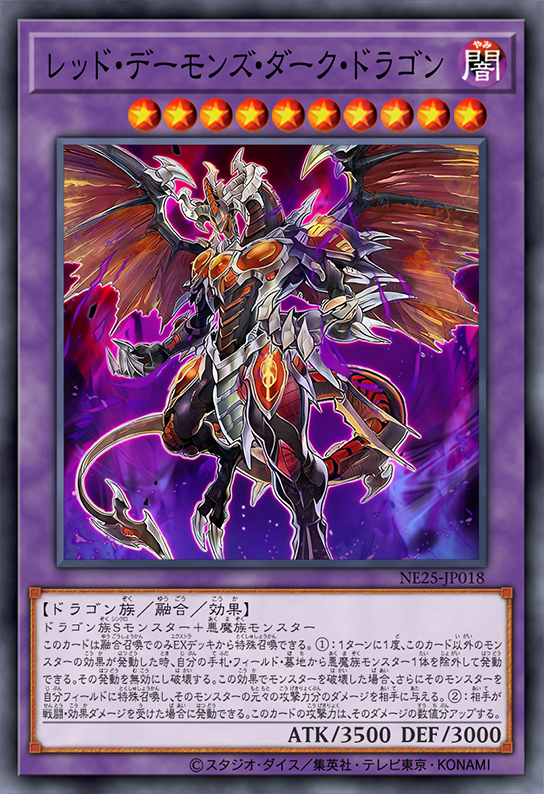 レッド・デーモンズ・ダーク・ドラゴン
闇
NE25-JP018
【ドラゴン族/融合/効果】
ドラゴン族Sモンスター+悪魔族モンスター
このカードは融合召喚でのみEXデッキから特殊召喚できる。①:1ターンに1度、このカード以外のモン
スターの効果が発動した時、自分の手札・フィールド・墓地から悪魔族モンスター1体を除外して発動
できる。その発動を無効にし破壊する。この効果でモンスターを破壊した場合、さらにそのモンスターを
自分フィールドに特殊召喚し、そのモンスターの元々の攻撃力分のダメージを相手に与える。②:相手が
戦闘・効果ダメージを受けた場合に発動できる。このカードの攻撃力は、そのダメージの数値分アップする。
ATK/3500 DEF/3000
©スタジオ・ダイス/集英社・テレビ東京・KONAMI